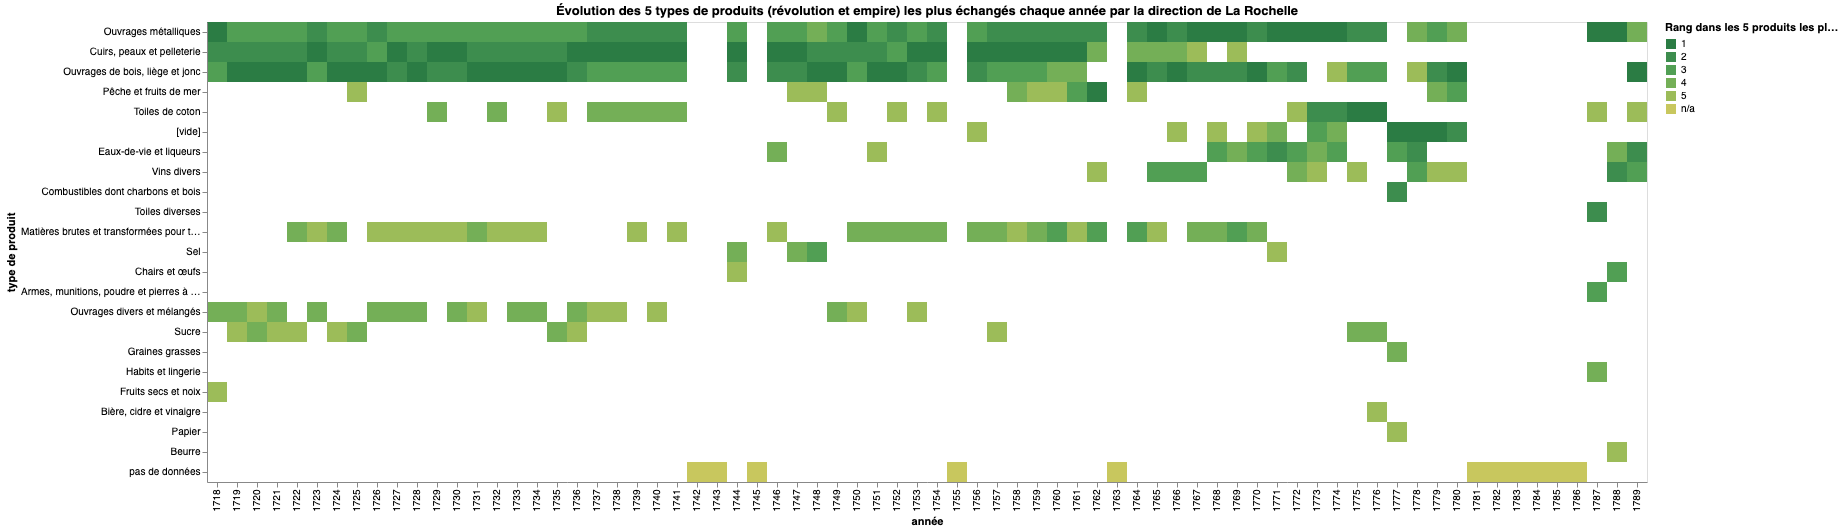 Évolution des 5 types de produits (révolution et empire) les plus échangés chaque année par la direction de La Rochelle
Rang dans les 5 produits les pl…
1
2
3
4
5
n/a
type de produit
Ouvrages métalliques
Cuirs, peaux et pelleterie
Ouvrages de bois, liège et jonc
Pêche et fruits de mer
Toiles de coton
[vide]
Eaux-de-vie et liqueurs
Vins divers
Combustibles dont charbons et bois
Toiles diverses
Matières brutes et transformées pour t…
Sel
Chairs et œufs
Armes, munitions, poudre et pierres à …
Ouvrages divers et mélangés
Sucre
Graines grasses
Habits et lingerie
Fruits secs et noix
Bière, cidre et vinaigre
Papier
Beurre
pas de données
1718 1719 1720 1721 1722 1723 1724 1725 1726 1727 1728 1729 1730 1731 1732 1733 1734 1735 1736 1737 1738 1739 1740 1741 1742 1743 1744 1745 1746 1747 1748 1749 1750 1751 1752 1753 1754 1755 1756 1757 1758 1759 1760 1761 1762 1763 1764 1765 1766 1767 1768 1769 1770 1771 1772 1773 1774 1775 1776 1777 1778 1779 1780 1781 1782 1783 1784 1785 1786 1787 1788 1789
année